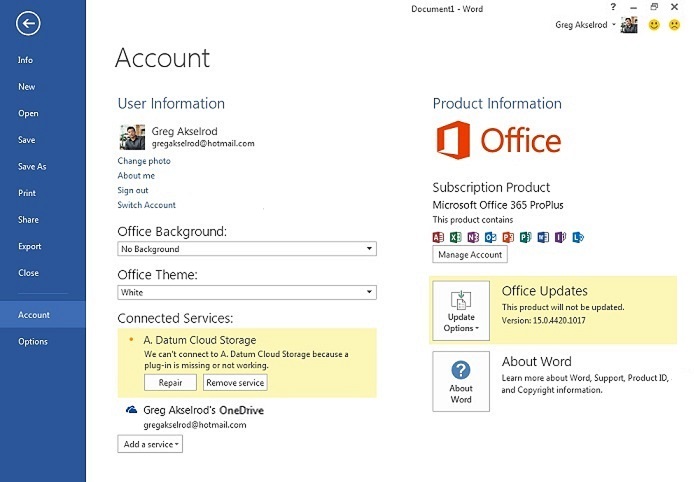 Document1 - Word
?
Greg Akselrod
Info
New
Open
Save
Save As
Print
Share
Export
Close
Account
Options
Account
User Information
Greg Akselrod
gregakselrod@hotmail.com
Change photo
About me
Sign out
Switch Account
Office Background:
No Background
Office Theme:
White
Connected Services:
A. Datum Cloud Storage
We can't connect to A. Datum Cloud Storage because a
plug-in is missing or not working.
Repair
Remove service
Greg Akselrod's OneDrive
gregakselrod@hotmail.com
Add a service
Product Information
Office
Subscription Product
Microsoft Office 365 ProPlus
This product contains
Manage Account
Update
Options
Office Updates
This product will not be updated.
Version: 15.0.4420.1017
?
About
Word
About Word
Learn more about Word, Support, Product ID,
and Copyright information.